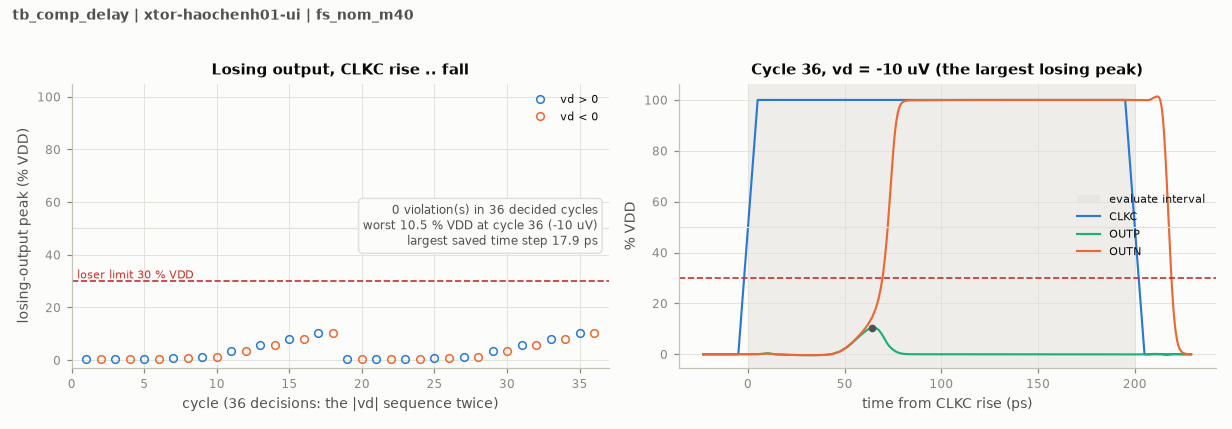 tb_comp_delay | xtor-haochenh01-ui | fs_nom_m40
Losing output, CLKC rise .. fall
losing-output peak (% VDD)
100
80
60
40
20
0
vd > 0
vd < 0
0 violation(s) in 36 decided cycles
worst 10.5 % VDD at cycle 36 (-10 uV)
largest saved time step 17.9 ps
loser limit 30 % VDD
0 5 10 15 20 25 30 35
cycle (36 decisions: the |vd| sequence twice)
Cycle 36, vd = -10 uV (the largest losing peak)
% VDD
100
80
60
40
20
0
evaluate interval
CLKC
OUTP
OUTN
0 50 100 150 200
time from CLKC rise (ps)